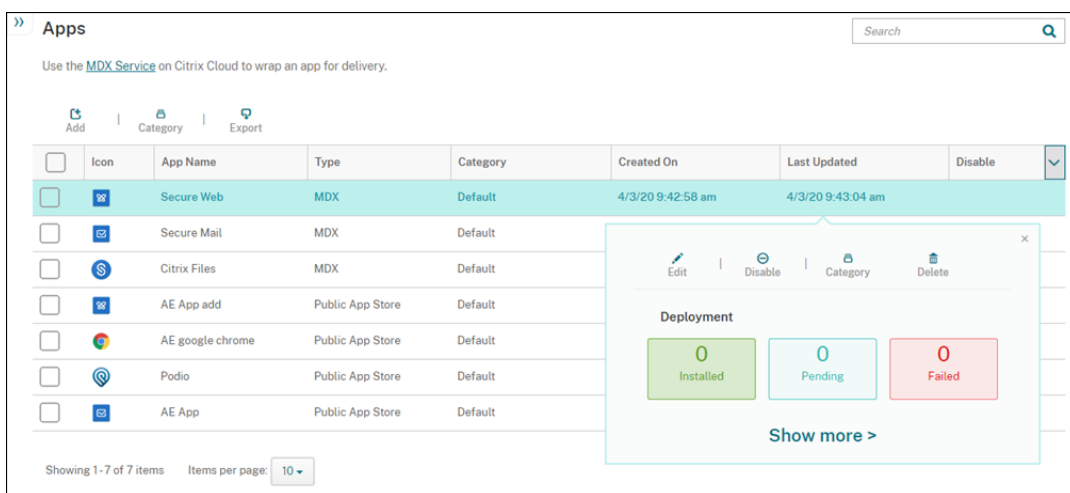 Apps
Search
Use the MDX Service on Citrix Cloud to wrap an app for delivery.
Add | Category | Export
Icon App Name Type Category Created On Last Updated Disable
Secure Web MDX Default 4/3/20 9:42:58 am 4/3/20 9:43:04 am
Secure Mail MDX Default
Citrix Files MDX Default
AE App add Public App Store Default
AE google chrome Public App Store Default
Podio Public App Store Default
AE App Public App Store Default
Edit | Disable | Category Delete
Deployment
0 0 0
Installed Pending Failed
Show more >
Showing 1-7 of 7 items Items per page: 10